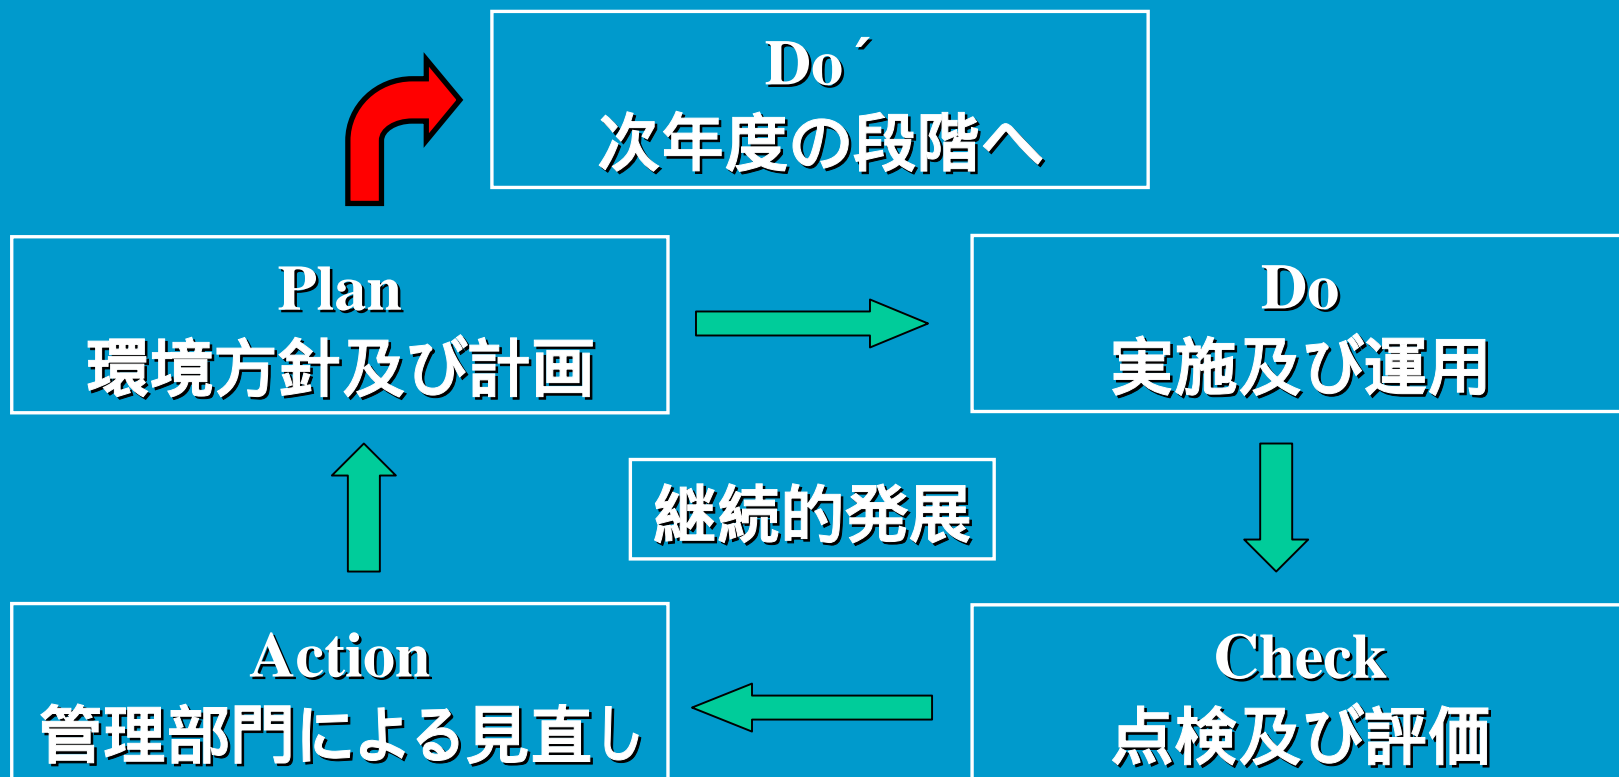 Do´
次年度の段階へ
Plan
環境方針及び計画
Do
実施及び運用
継続的発展
Action
管理部門による見直し
Check
点検及び評価